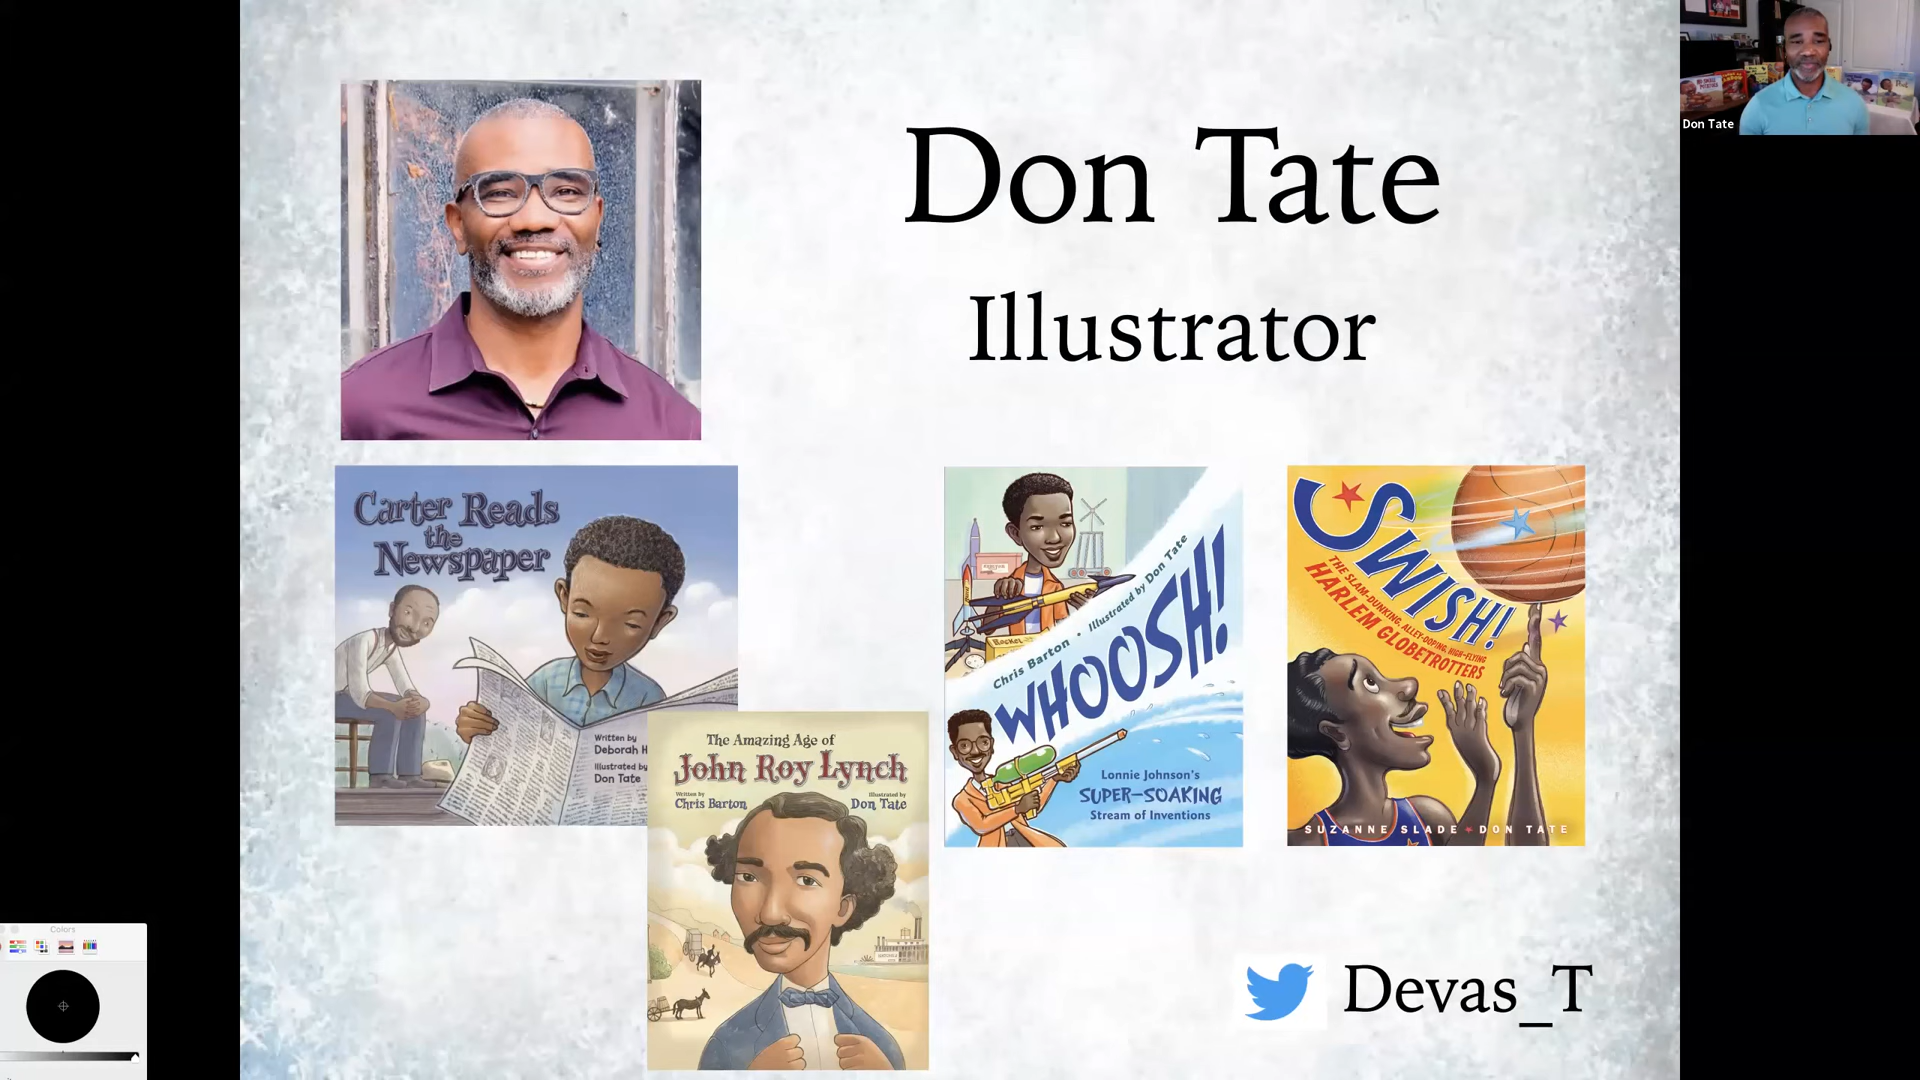 Don Tate
Illustrator
Don Tate
Carter Reads
the
Newspaper
Written by
Deborah H
Illustrated by
Don Tate
The Amazing Age of
John Roy Lynch
Written by
Chris Barton
Illustrated by
Don Tate
Chris Barton • Illustrated by Don Tate
WHOOSH!
Lonnie Johnson's
SUPER-SOAKING
Stream of Inventions
SWISH!
THE SLAM-DUNKING, ALLEY-OOPING, HIGH-FLYING
HARLEM GLOBETROTTERS
SUZANNE SLADE ★ DON TATE
Devas_T
Colors